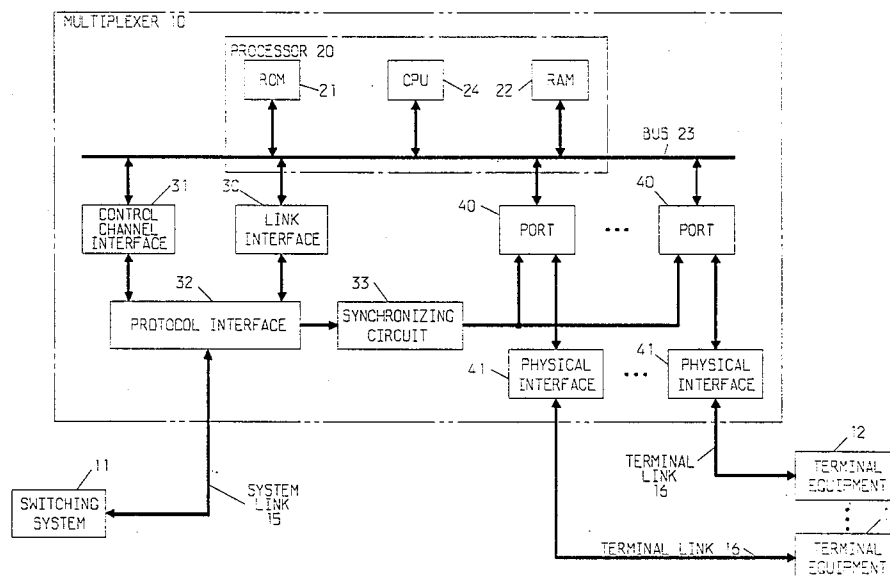 MULTIPLEXER 10
PROCESSOR 20
ROM
21
CPU
24
22
RAM
BUS 23
31
CONTROL
CHANNEL
INTERFACE
30
LINK
INTERFACE
40
PORT
...
40
PORT
32
PROTOCOL INTERFACE
33
SYNCHRONIZING
CIRCUIT
41
PHYSICAL
INTERFACE
...
41
PHYSICAL
INTERFACE
11
SWITCHING
SYSTEM
SYSTEM
LINK
15
TERMINAL
LINK
16
12
TERMINAL
EQUIPMENT
TERMINAL LINK 16
TERMINAL
EQUIPMENT